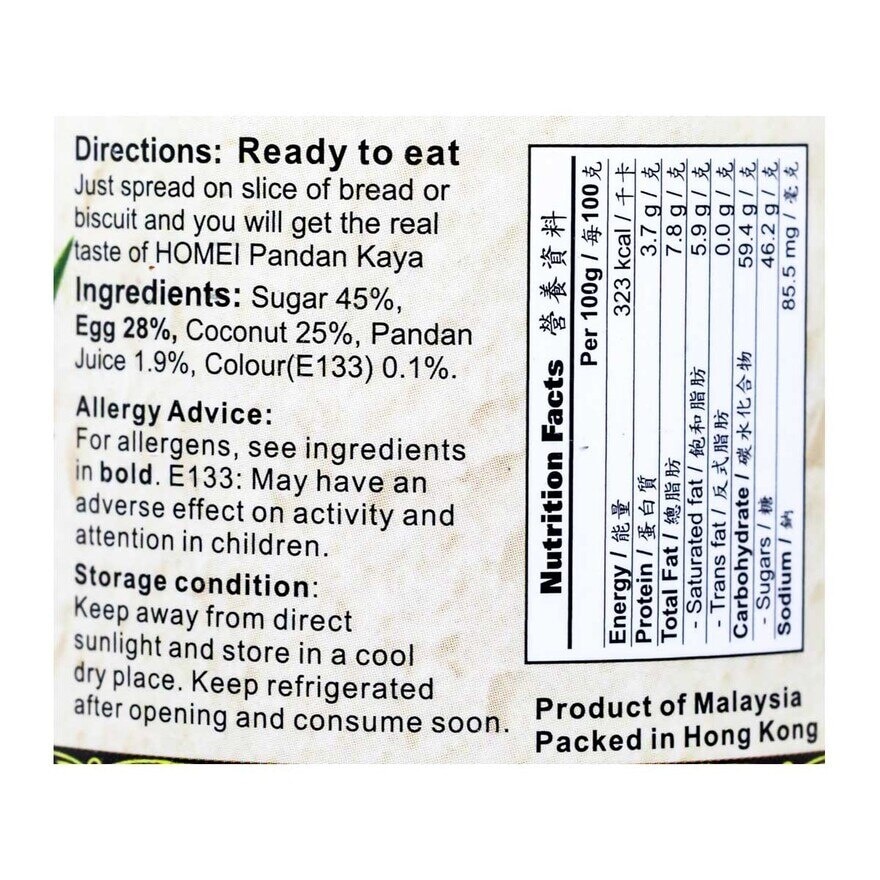 Directions: Ready to eat
Just spread on slice of bread or
biscuit and you will get the real
taste of HOMEI Pandan Kaya
Ingredients: Sugar 45%,
Egg 28%, Coconut 25%, Pandan
Juice 1.9%, Colour(E133) 0.1%.
Allergy Advice:
For allergens, see ingredients
in bold. E133: May have an
adverse effect on activity and
attention in children.
Storage condition:
Keep away from direct
sunlight and store in a cool
dry place. Keep refrigerated
after opening and consume soon.
Nutrition Facts 營養資料
Per 100g / 每100克
Energy / 能量 323 kcal / 千卡
Protein / 蛋白質 3.7 g / 克
Total Fat / 總脂肪 7.8 g / 克
- Saturated fat / 飽和脂肪 5.9 g / 克
- Trans fat / 反式脂肪 0.0 g / 克
Carbohydrate / 碳水化合物 59.4 g / 克
- Sugars / 糖 46.2 g / 克
Sodium / 鈉 85.5 mg / 毫克
Product of Malaysia
Packed in Hong Kong